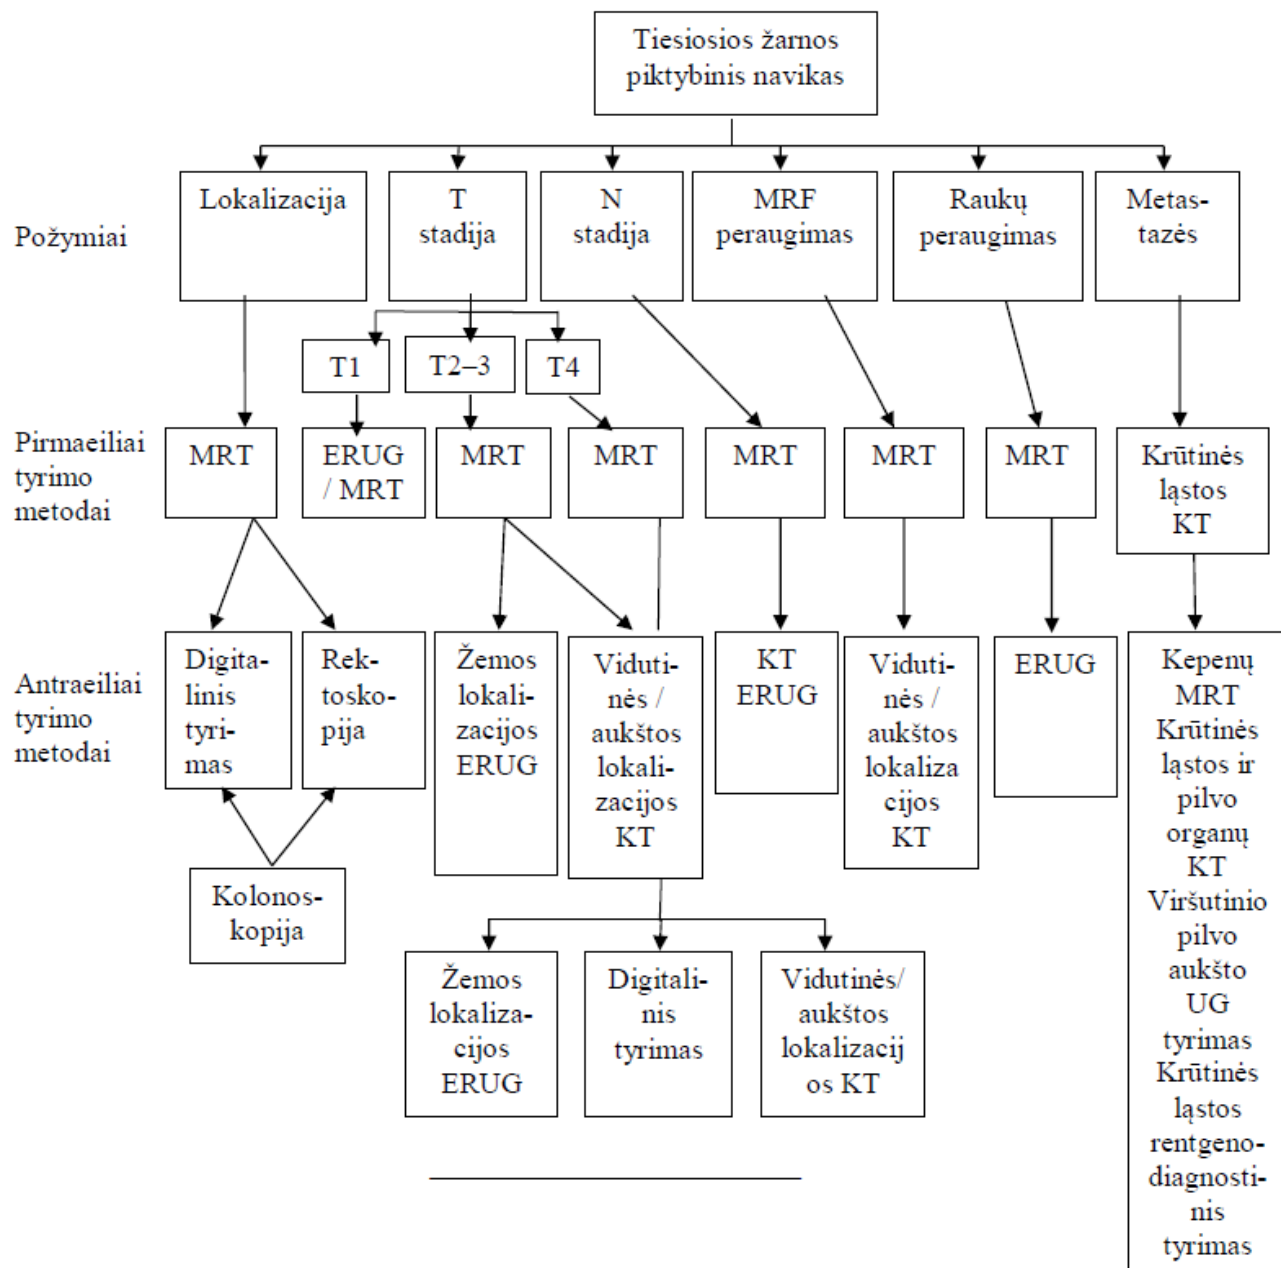 Tiesiosios žarnos
piktybinis navikas
Požymiai
Lokalizacija
T
stadija
N
stadija
MRF
peraugimas
Raukų
peraugimas
Metas-
tazės
T1
T2–3
T4
Pirmaeiliai
tyrimo
metodai
MRT
ERUG
/ MRT
MRT
MRT
MRT
MRT
MRT
Krūtinės
ląstos
KT
Antraeiliai
tyrimo
metodai
Digita-
linis
tyri-
mas
Rek-
tosko-
pija
Žemos
lokali-
zacijos
ERUG
Viduti-
nės /
aukštos
lokali-
zacijos
KT
KT
ERUG
Viduti-
nės /
aukštos
lokaliza
cijos
KT
ERUG
Kepenų
MRT
Krūtinės
ląstos ir
pilvo
organų
KT
Viršutinio
pilvo
aukšto
UG
tyrimas
Krūtinės
ląstos
rentgeno-
diagnosti-
nis
tyrimas
Kolonos-
kopija
Žemos
lokaliza-
cijos
ERUG
Digitali-
nis
tyrimas
Vidutinės/
aukštos
lokalizacij
os KT